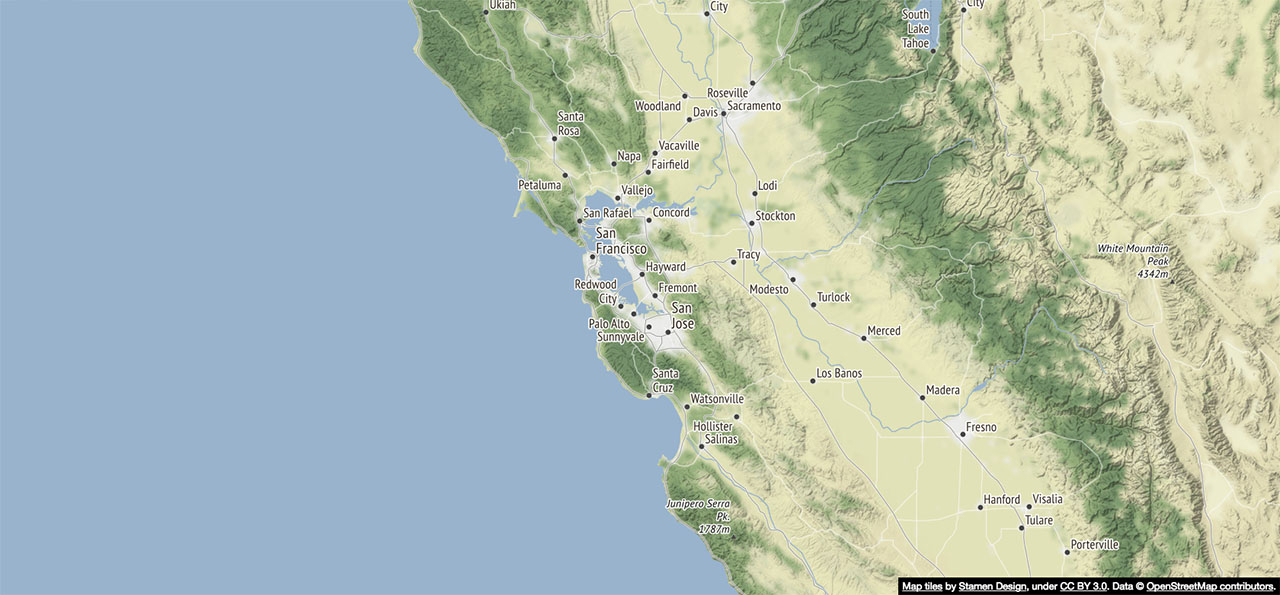 Ukiah
City
South
Lake
Tahoe
City
Roseville
Woodland
Sacramento
Davis
Santa
Rosa
Vacaville
Napa
Fairfield
Petaluma
Vallejo
Lodi
San Rafael
Concord
Stockton
San
Francisco
Tracy
White Mountain
Peak
4342m
Hayward
Redwood
City
Fremont
Modesto
Turlock
San
Jose
Palo Alto
Sunnyvale
Merced
Santa
Cruz
Los Banos
Watsonville
Madera
Hollister
Salinas
Fresno
Junipero Serra
Pk.
1787m
Hanford
Visalia
Tulare
Porterville
Map tiles by Stamen Design, under CC BY 3.0. Data © OpenStreetMap contributors.